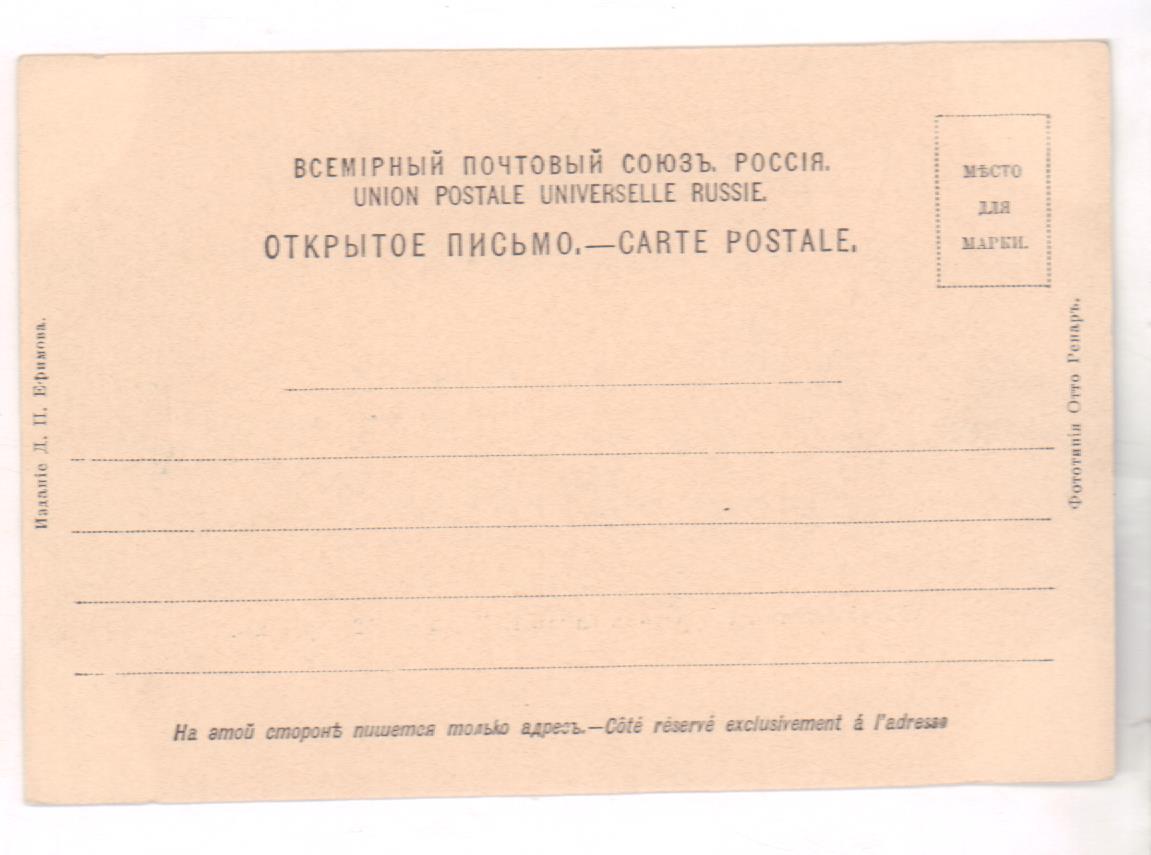 ВСЕМІРНЫЙ ПОЧТОВЫЙ СОЮЗЪ. РОССІЯ.
UNION POSTALE UNIVERSELLE RUSSIE.
ОТКРЫТОЕ ПИСЬМО.—CARTE POSTALE.
МѢСТО
ДЛЯ
МАРКИ.
Изданіе Д. П. Ефимова.
Фототипія Отто Ренаръ.
На этой сторонѣ пишется только адресъ.—Côté réservé exclusivement á l'adresse